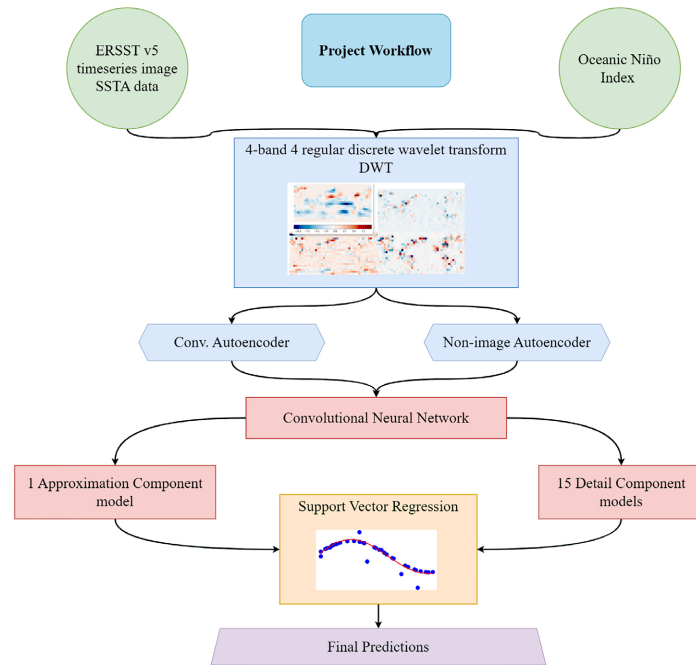 ERSST v5
timeseries image
SSTA data
Project Workflow
Oceanic Niño
Index
4-band 4 regular discrete wavelet transform
DWT
Conv. Autoencoder
Non-image Autoencoder
Convolutional Neural Network
1 Approximation Component
model
15 Detail Component
models
Support Vector Regression
Final Predictions